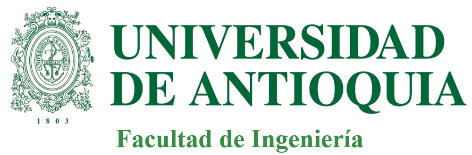 UNIVERSIDAD
DE ANTIOQUIA
1803
Facultad de Ingeniería